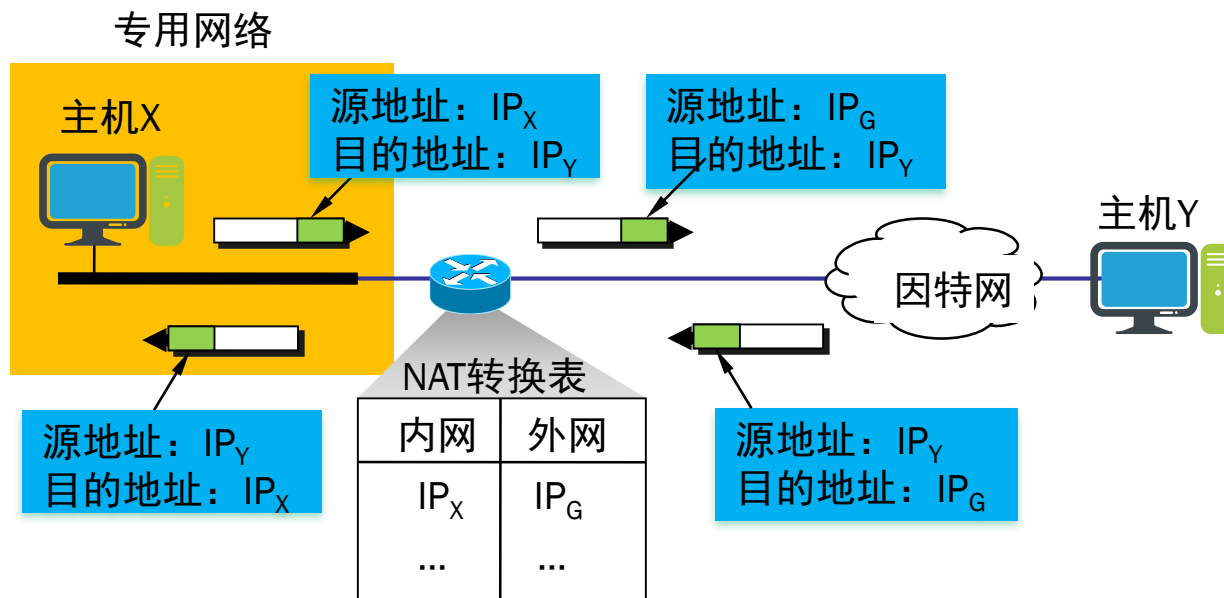 专用网络
主机X
源地址：IPX
目的地址：IPY
源地址：IPG
目的地址：IPY
主机Y
因特网
NAT转换表
内网 外网
IPX IPG
... ...
源地址：IPY
目的地址：IPX
源地址：IPY
目的地址：IPG